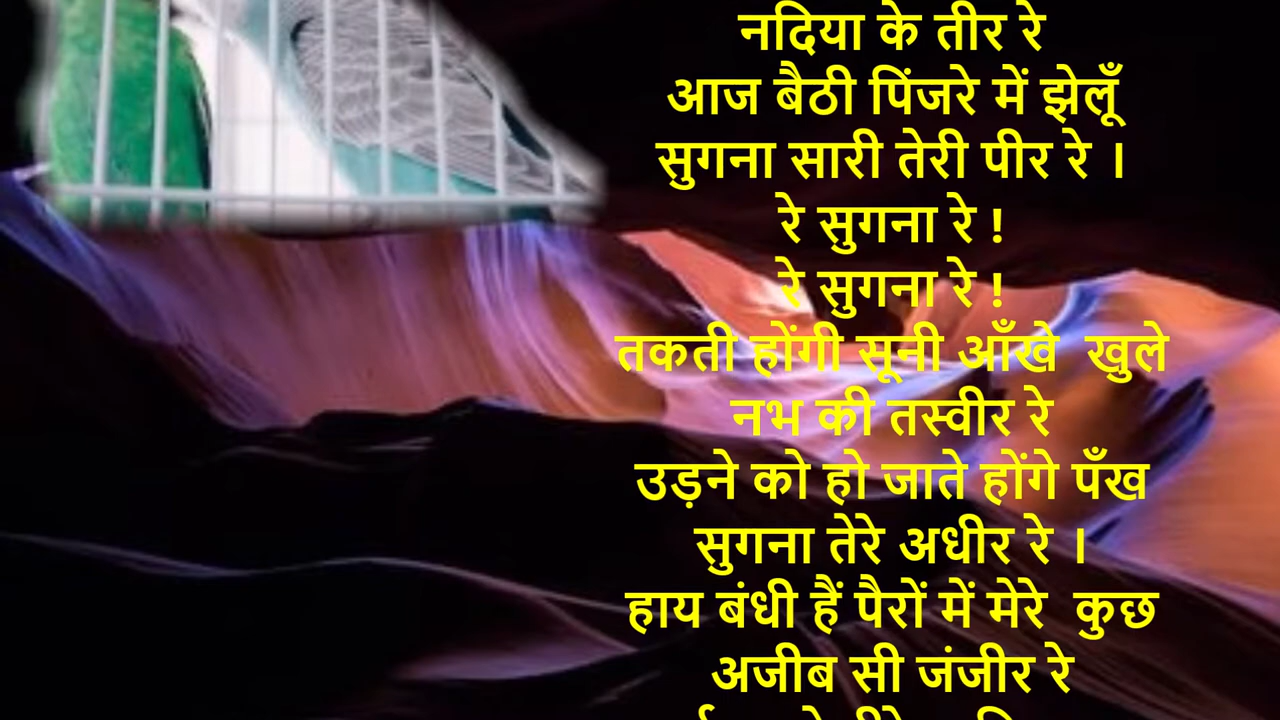 नदिया के तीर रे
आज बैठी पिंजरे में झेलूँ
सुगना सारी तेरी पीर रे ।
रे सुगना रे !
रे सुगना रे !
तकती होंगी सूनी आँखे  खुले
नभ की तस्वीर रे
उड़ने को हो जाते होंगे पँख
सुगना तेरे अधीर रे ।
हाय बंधी हैं पैरों में मेरे  कुछ
अजीब सी जंजीर रे